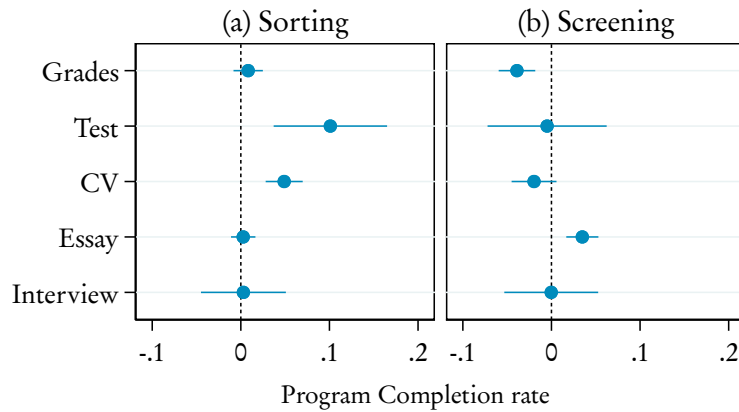 (a) Sorting
(b) Screening
Grades
Test
CV
Essay
Interview
-.1 0 .1 .2
-.1 0 .1 .2
Program Completion rate